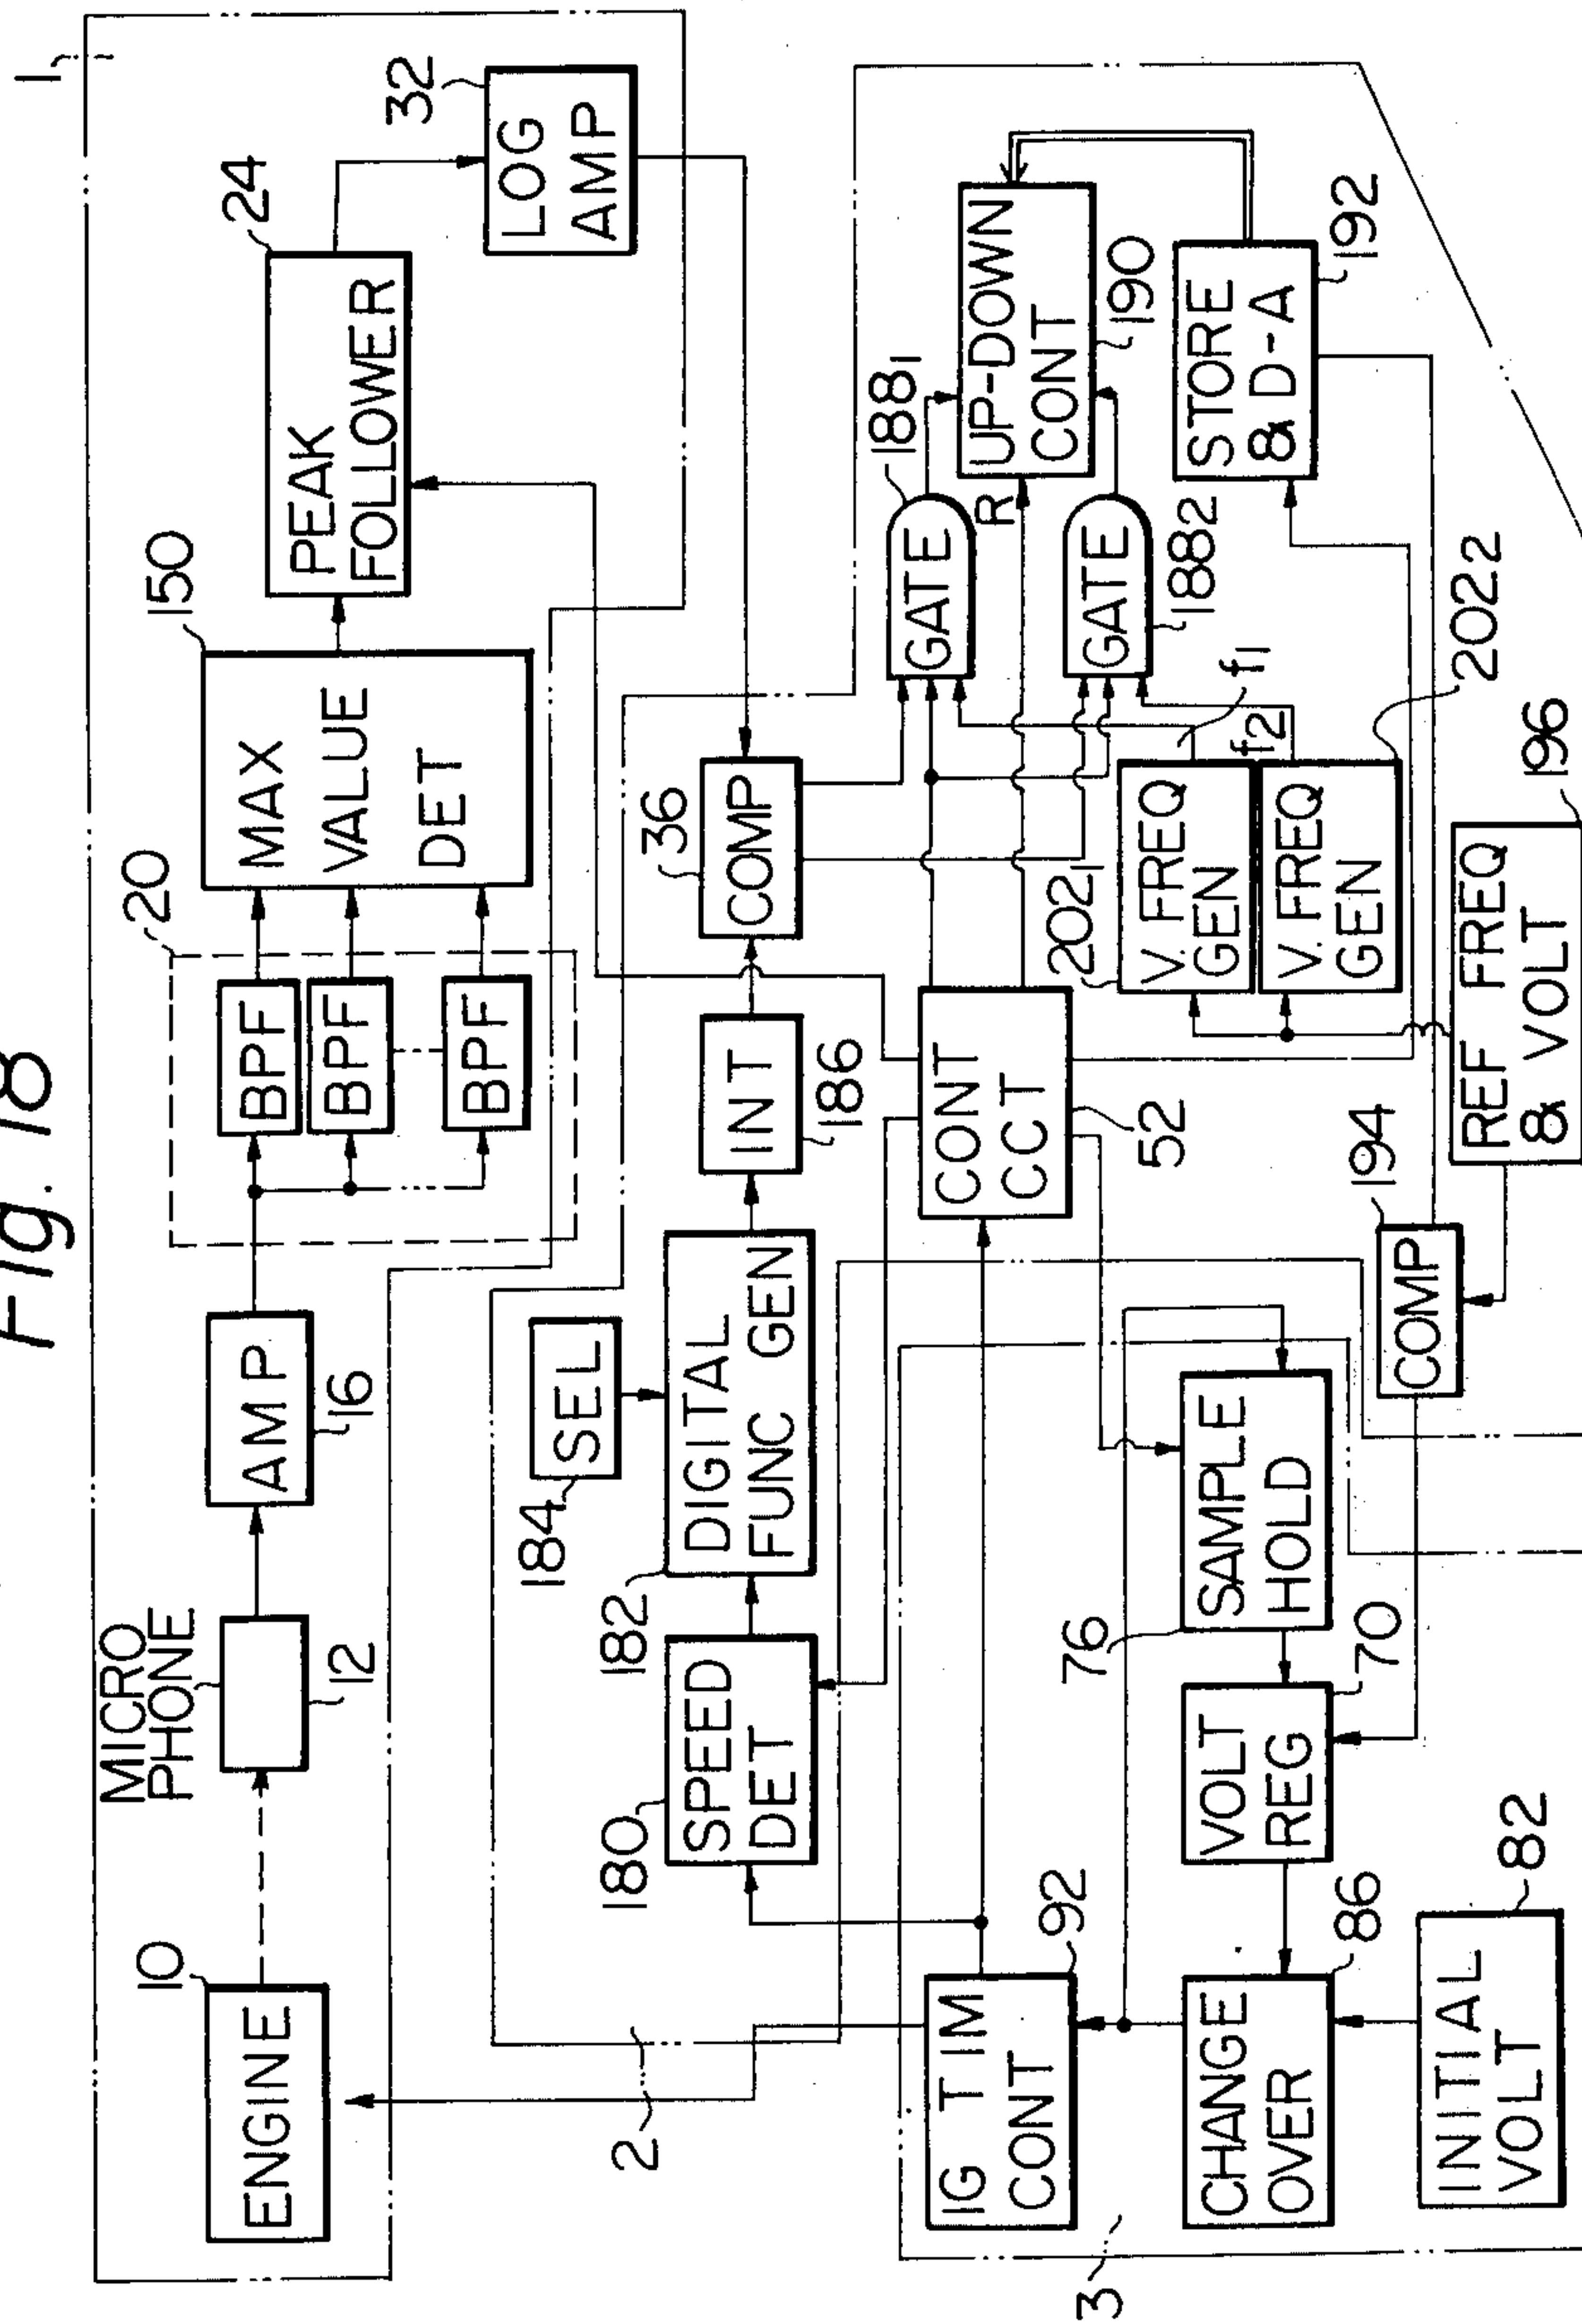 Fig. 18
1
10
ENGINE
MICRO
PHONE
12
AMP
16
20
BPF
BPF
BPF
150
MAX
VALUE
DET
24
PEAK
FOLLOWER
32
LOG
AMP
2
180
SPEED
DET
182
DIGITAL
FUNC GEN
184
SEL
INT
186
36
COMP
IG TIM
CONT
92
CONT
CCT
52
188₁
GATE
GATE
188₂
R
UP-DOWN
CONT
190
STORE
& D-A
192
202₁
V. FREQ
GEN
V. FREQ
GEN
202₂
f₁
f₂
3
CHANGE
OVER
86
VOLT
REG
70
76
SAMPLE
HOLD
INITIAL
VOLT
82
194
COMP
REF FREQ
& VOLT
196